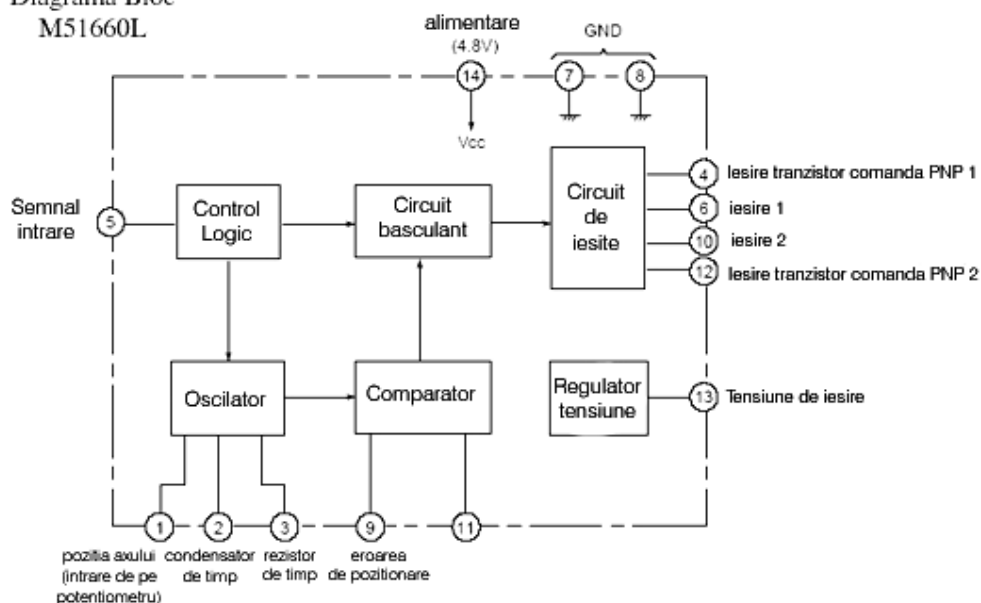 Diagrama Bloc
M51660L
alimentare
(4.8V)
GND
14
7
8
Vcc
Semnal
intrare
5
Control
Logic
Circuit
basculant
Circuit
de
iesite
4
Iesire tranzistor comanda PNP 1
6
iesire 1
10
iesire 2
12
Iesire tranzistor comanda PNP 2
Oscilator
Comparator
Regulator
tensiune
13
Tensiune de iesire
1
2
3
9
11
pozitia axului
(intrare de pe
potentiometru)
condensator
de timp
rezistor
de timp
eroarea
de pozitionare